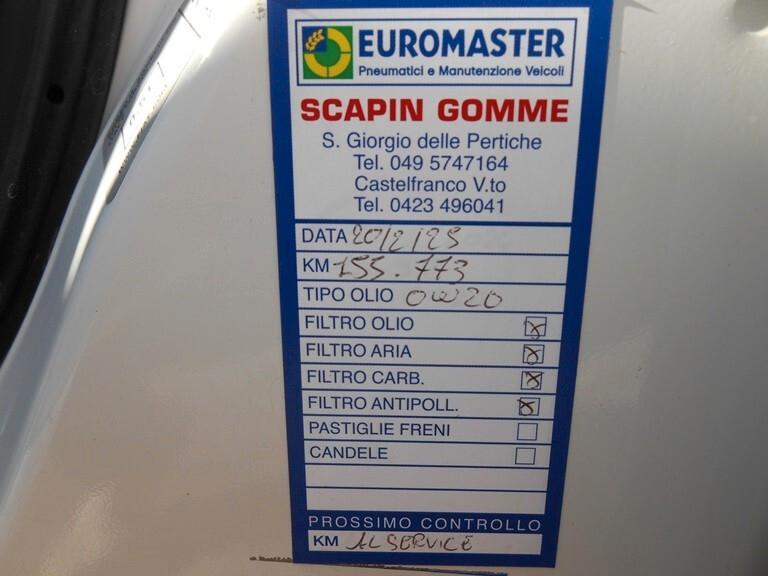 EUROMASTER
Pneumatici e Manutenzione Veicoli
SCAPIN GOMME
S. Giorgio delle Pertiche
Tel. 049 5747164
Castelfranco V.to
Tel. 0423 496041
DATA 20/2/25
KM 155.773
TIPO OLIO 0W20
FILTRO OLIO
FILTRO ARIA
FILTRO CARB.
FILTRO ANTIPOLL.
PASTIGLIE FRENI
CANDELE
PROSSIMO CONTROLLO
KM AL SERVICE